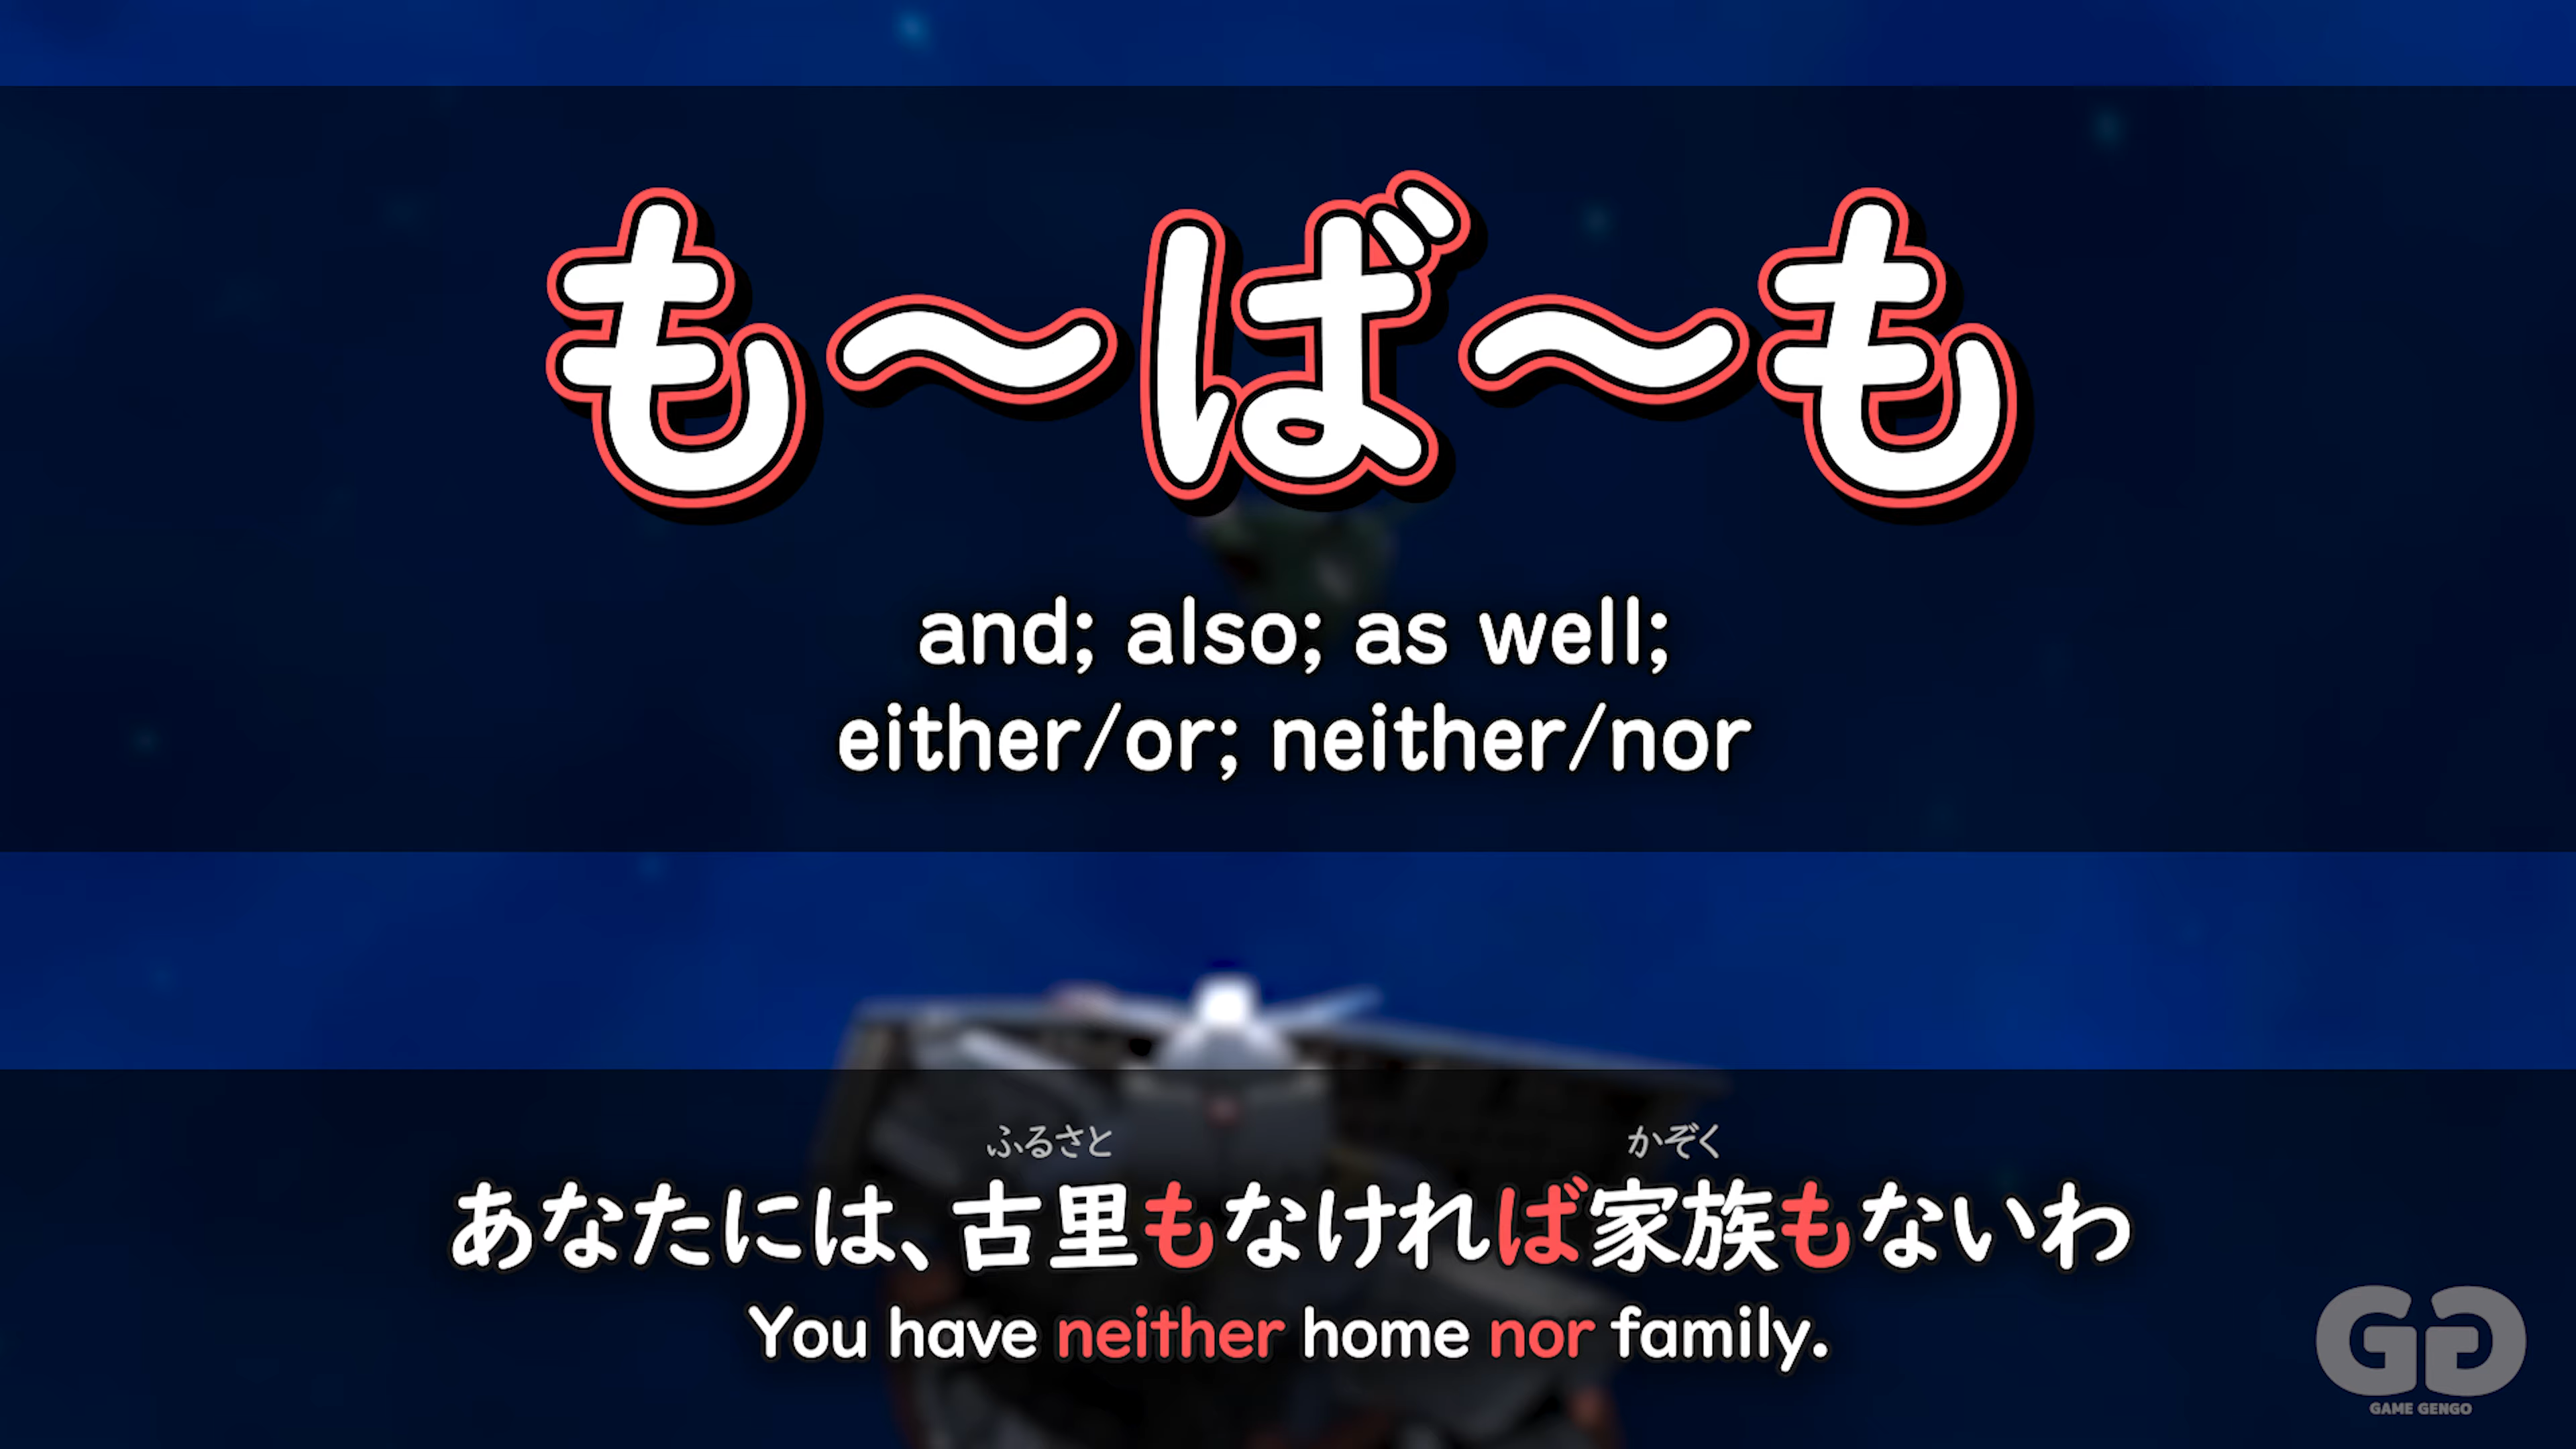 も〜ば〜も
and; also; as well;
either/or; neither/nor
ふるさと かぞく
あなたには、古里もなければ家族もないわ
You have neither home nor family.
GG
GAME GENGO